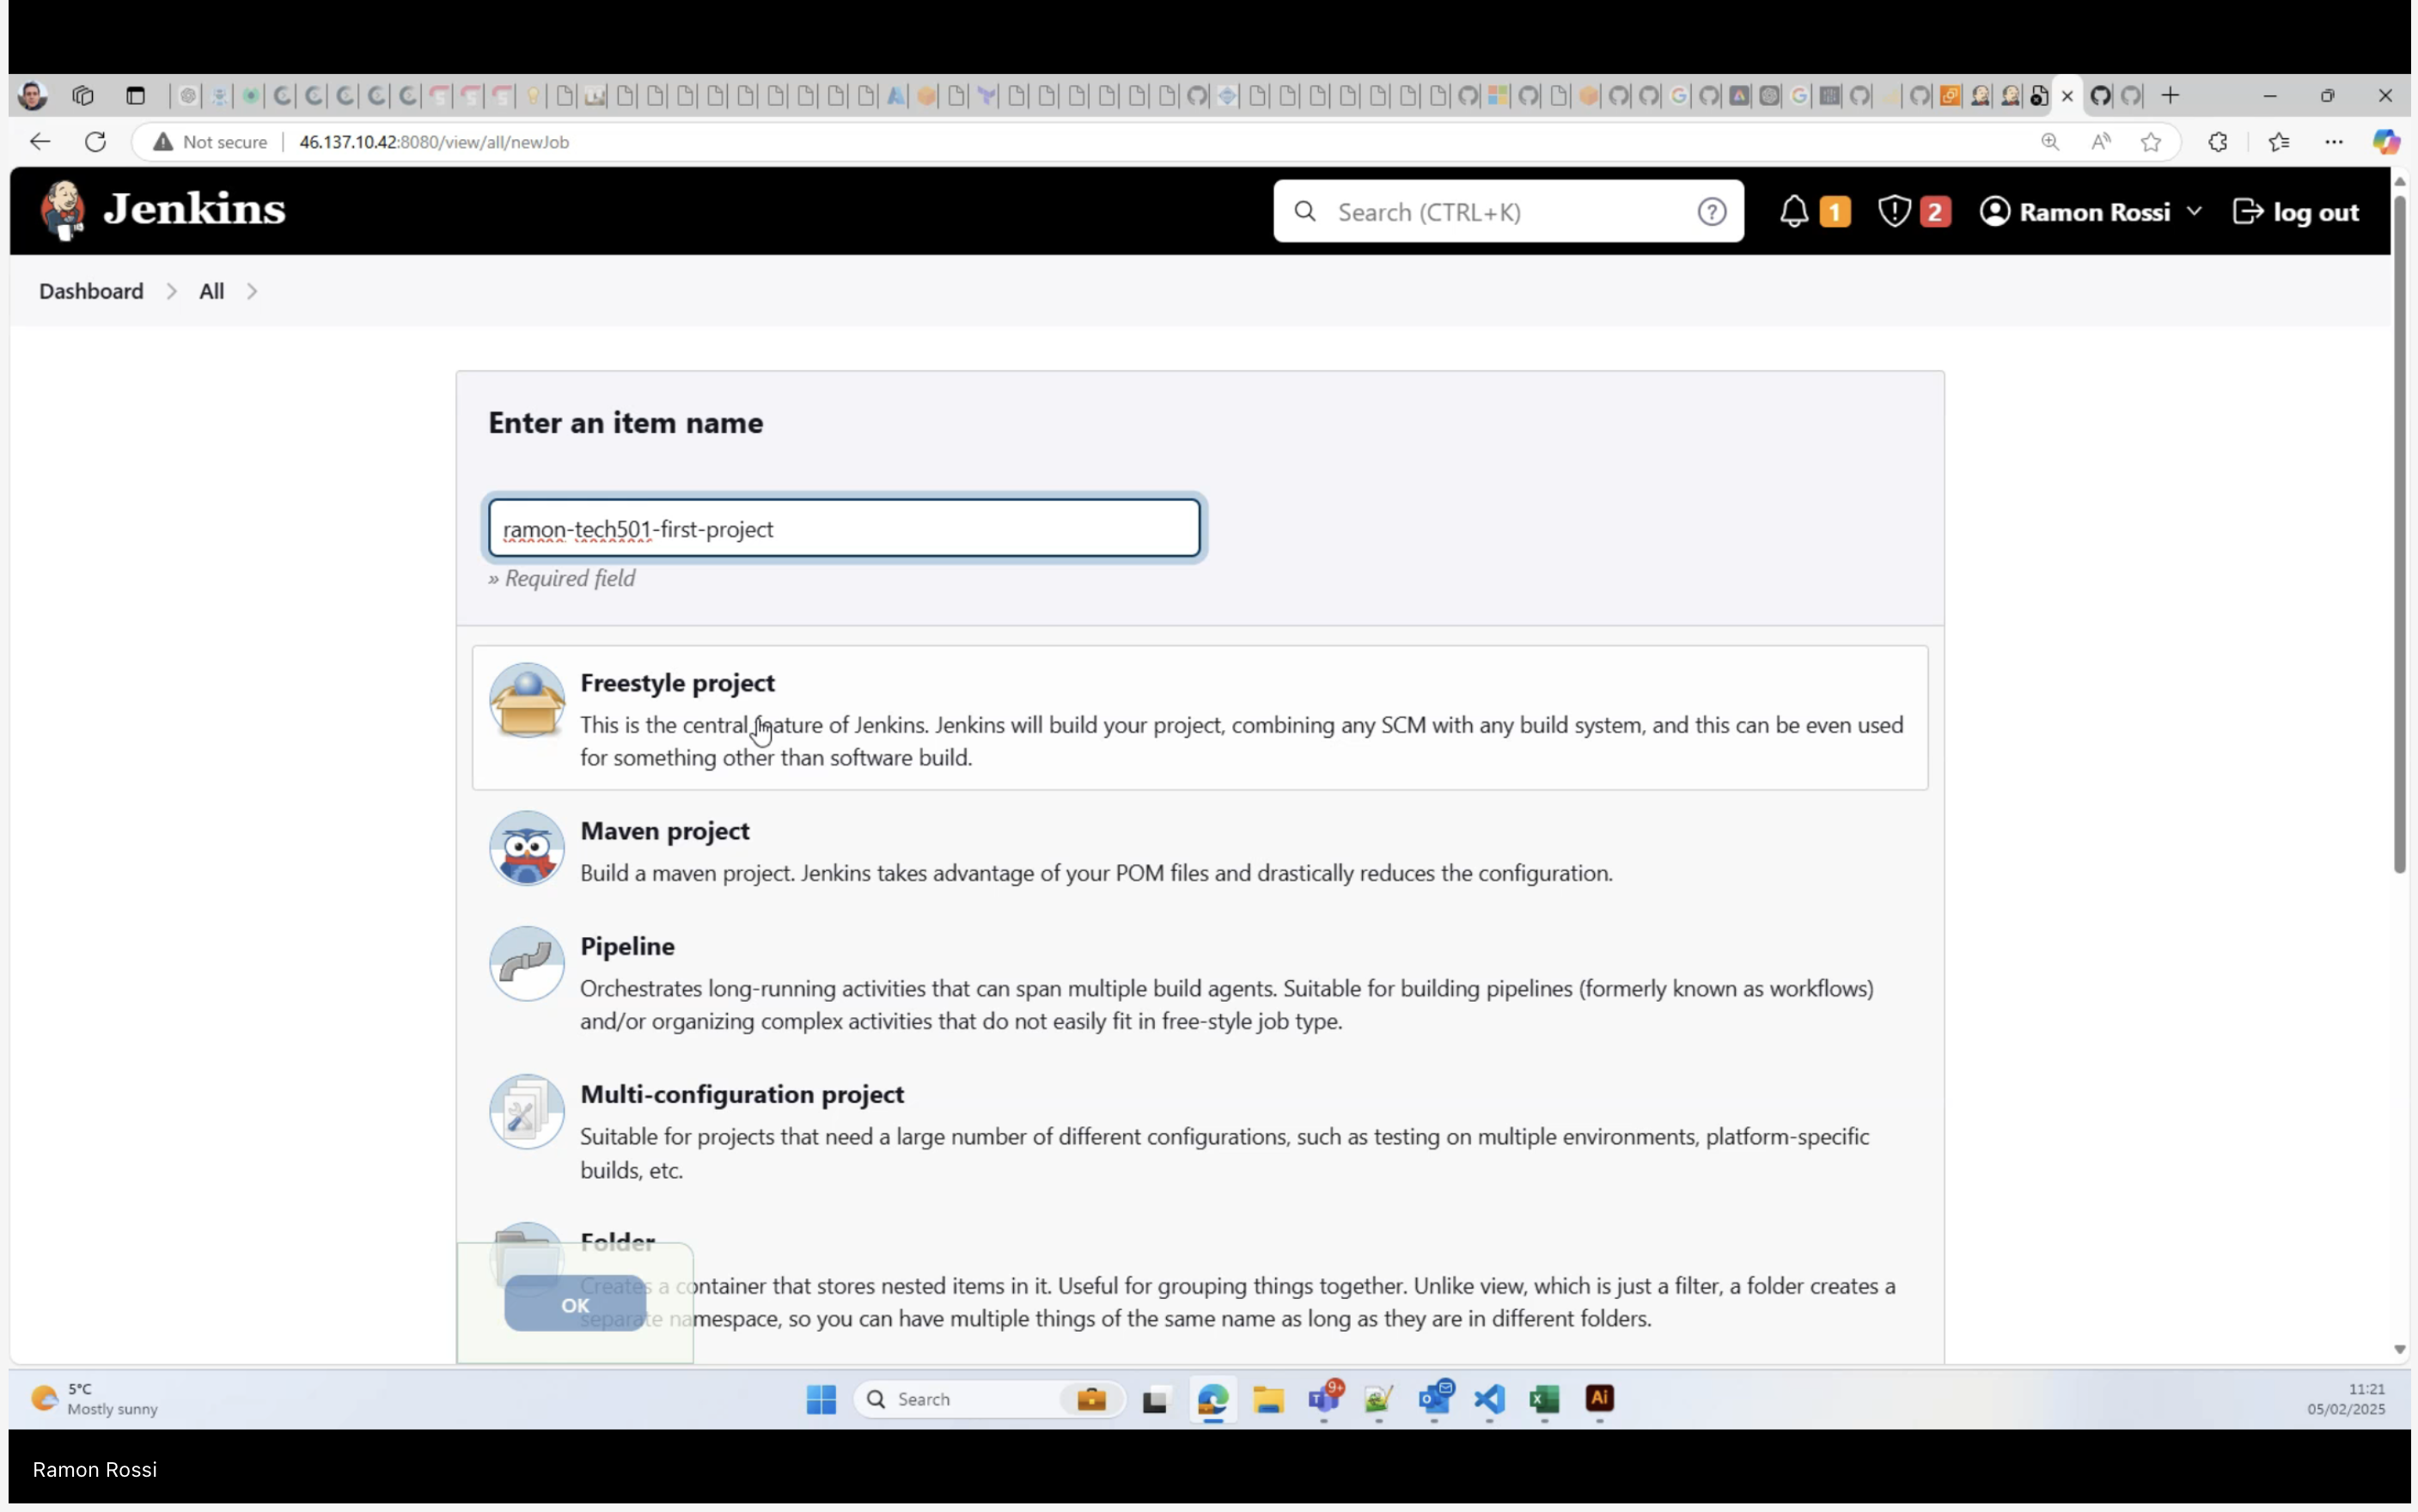 Not secure
46.137.10.42:8080/view/all/newJob
Jenkins
Search (CTRL+K)
1
2
Ramon Rossi
log out
Dashboard
All
Enter an item name
ramon-tech501-first-project
» Required field
Freestyle project
This is the central feature of Jenkins. Jenkins will build your project, combining any SCM with any build system, and this can be even used
for something other than software build.
Maven project
Build a maven project. Jenkins takes advantage of your POM files and drastically reduces the configuration.
Pipeline
Orchestrates long-running activities that can span multiple build agents. Suitable for building pipelines (formerly known as workflows)
and/or organizing complex activities that do not easily fit in free-style job type.
Multi-configuration project
Suitable for projects that need a large number of different configurations, such as testing on multiple environments, platform-specific
builds, etc.
Folder
Creates a container that stores nested items in it. Useful for grouping things together. Unlike view, which is just a filter, a folder creates a
separate namespace, so you can have multiple things of the same name as long as they are in different folders.
OK
5°C
Mostly sunny
Search
9+
Ai
11:21
05/02/2025
Ramon Rossi